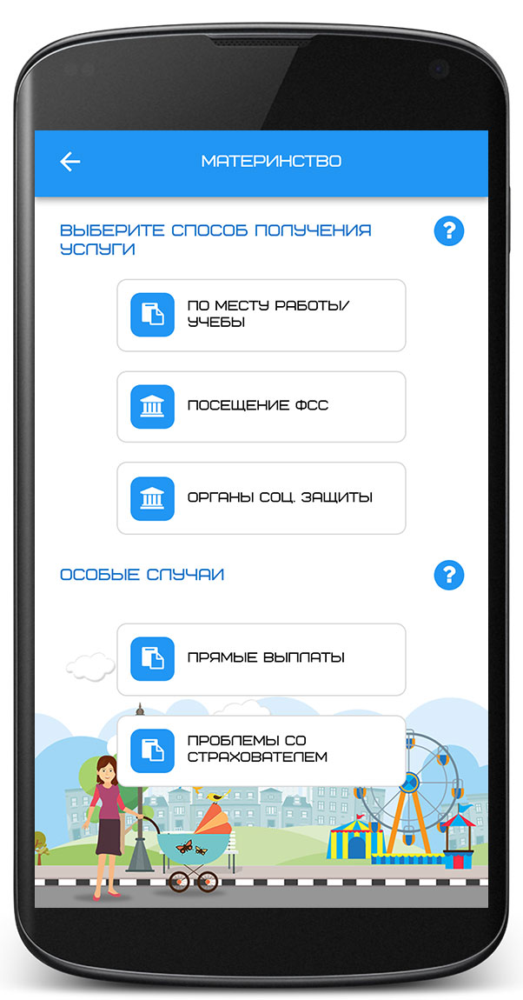 МАТЕРИНСТВО
ВЫБЕРИТЕ СПОСОБ ПОЛУЧЕНИЯ
УСЛУГИ
?
ПО МЕСТУ РАБОТЫ/
УЧЕБЫ
ПОСЕЩЕНИЕ ФСС
ОРГАНЫ СОЦ. ЗАЩИТЫ
ОСОБЫЕ СЛУЧАИ
?
ПРЯМЫЕ ВЫПЛАТЫ
ПРОБЛЕМЫ СО
СТРАХОВАТЕЛЕМ